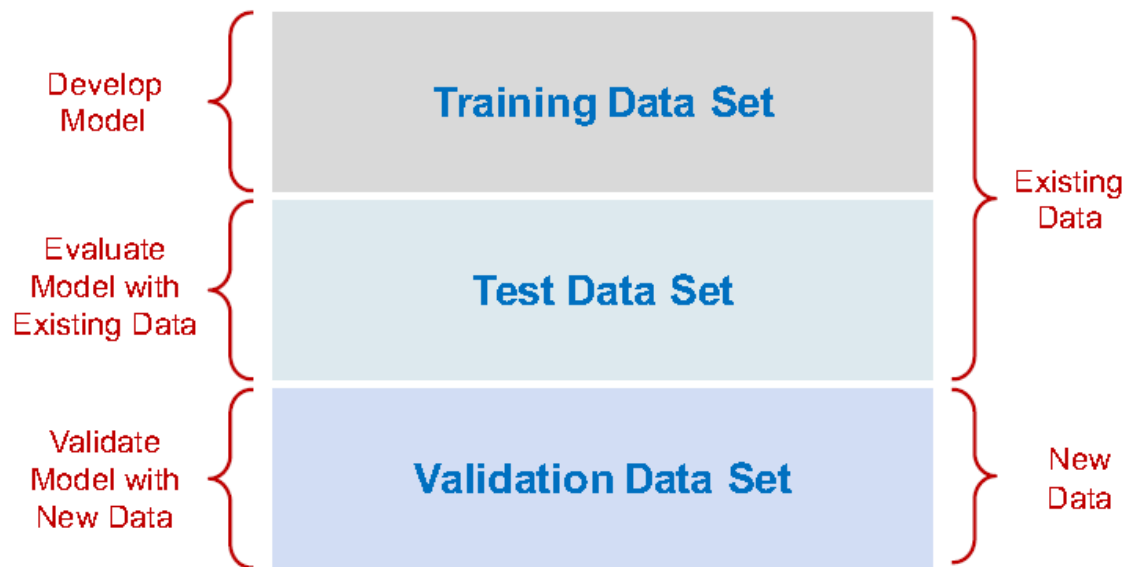 Develop
Model
Training Data Set
Existing
Data
Evaluate
Model with
Existing Data
Test Data Set
Validate
Model with
New Data
Validation Data Set
New
Data